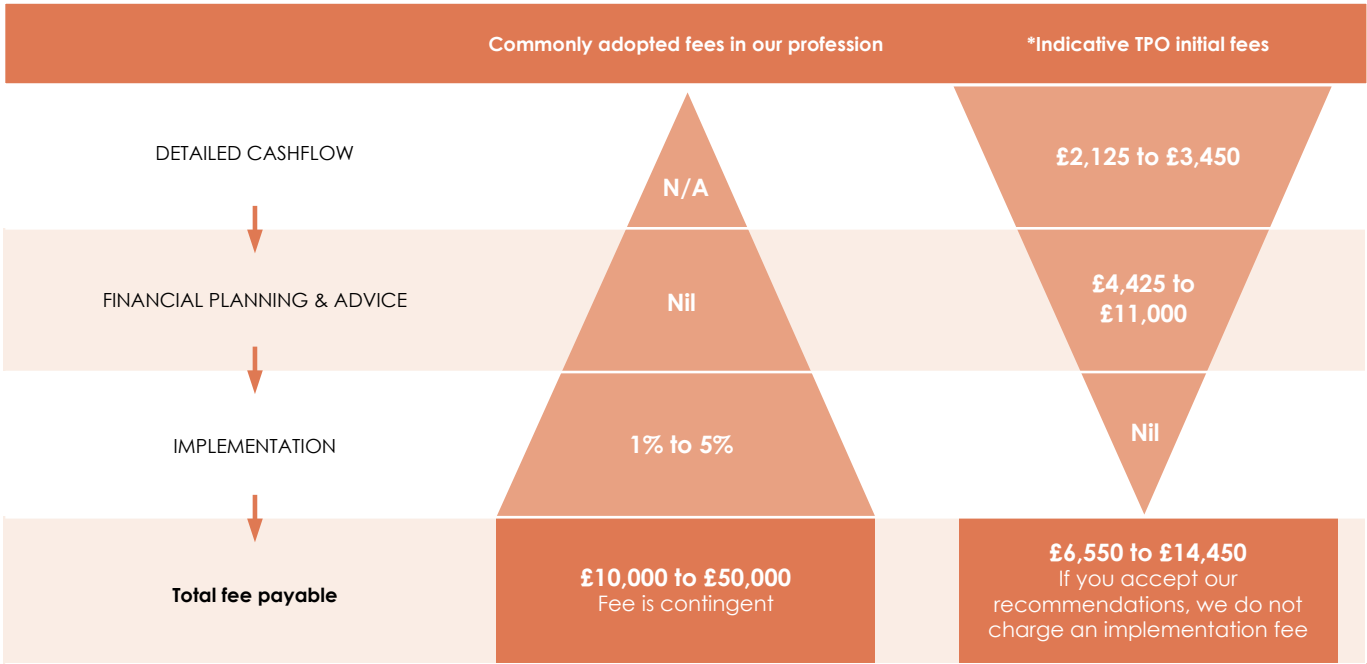 Commonly adopted fees in our profession
*Indicative TPO initial fees
DETAILED CASHFLOW
N/A
£2,125 to £3,450
FINANCIAL PLANNING & ADVICE
Nil
£4,425 to
£11,000
IMPLEMENTATION
1% to 5%
Nil
Total fee payable
£10,000 to £50,000
Fee is contingent
£6,550 to £14,450
If you accept our
recommendations, we do not
charge an implementation fee